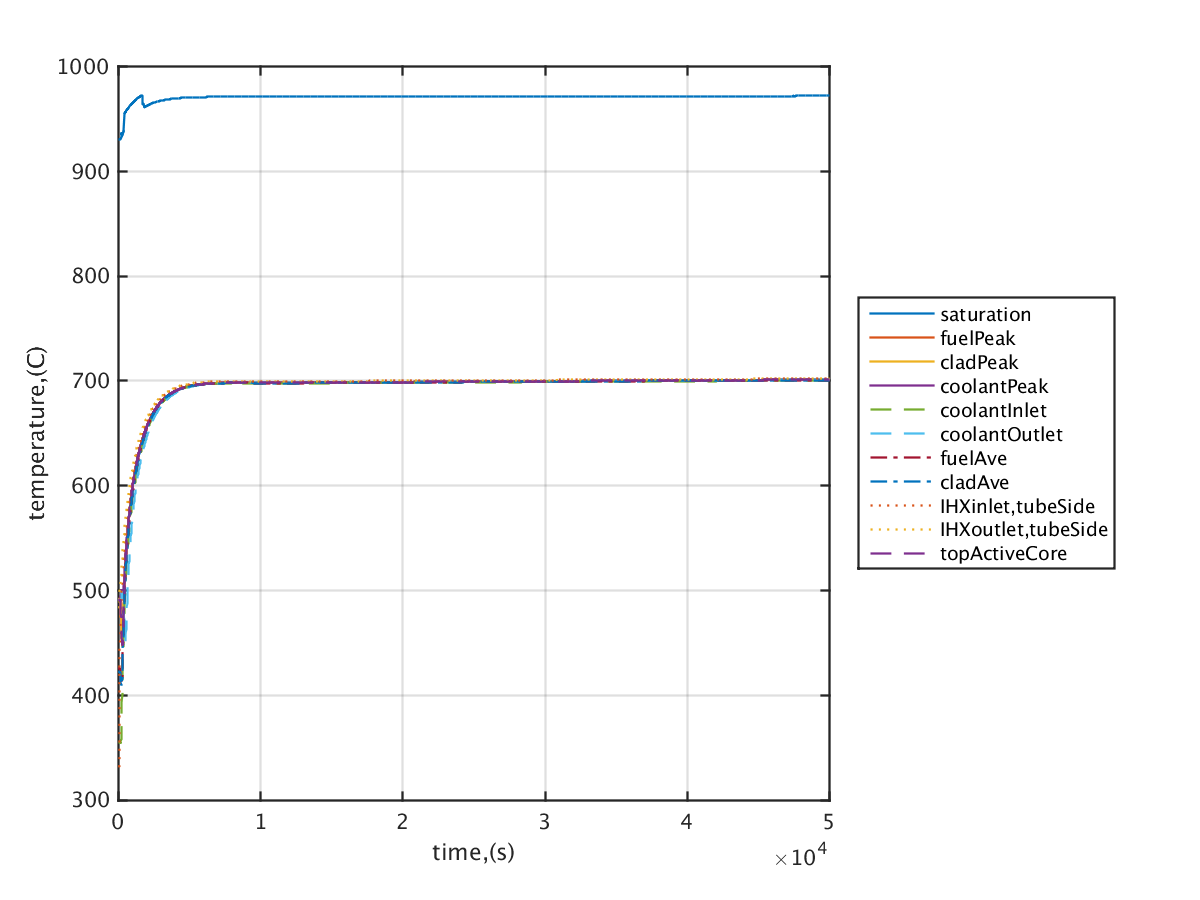 1000
900
800
700
600
500
400
300
0
1
2
3
4
5
×10^4
time,(s)
temperature,(C)
saturation
fuelPeak
cladPeak
coolantPeak
coolantInlet
coolantOutlet
fuelAve
cladAve
IHXinlet,tubeSide
IHXoutlet,tubeSide
topActiveCore